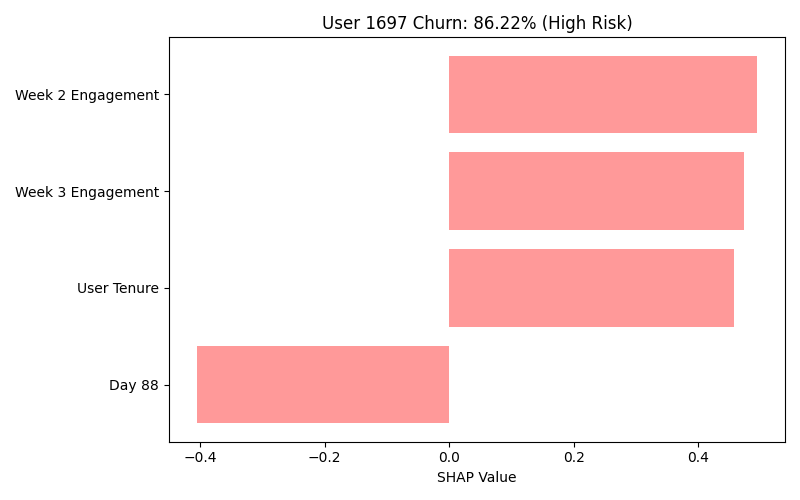 User 1697 Churn: 86.22% (High Risk)
Week 2 Engagement
Week 3 Engagement
User Tenure
Day 88
−0.4 −0.2 0.0 0.2 0.4
SHAP Value